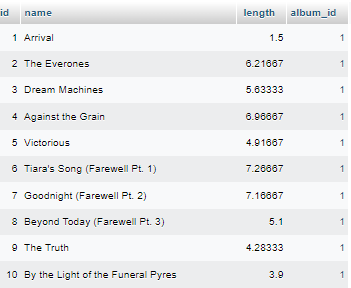 id name length album_id
1 Arrival 1.5 1
2 The Everones 6.21667 1
3 Dream Machines 5.63333 1
4 Against the Grain 6.96667 1
5 Victorious 4.91667 1
6 Tiara's Song (Farewell Pt. 1) 7.26667 1
7 Goodnight (Farewell Pt. 2) 7.16667 1
8 Beyond Today (Farewell Pt. 3) 5.1 1
9 The Truth 4.28333 1
10 By the Light of the Funeral Pyres 3.9 1